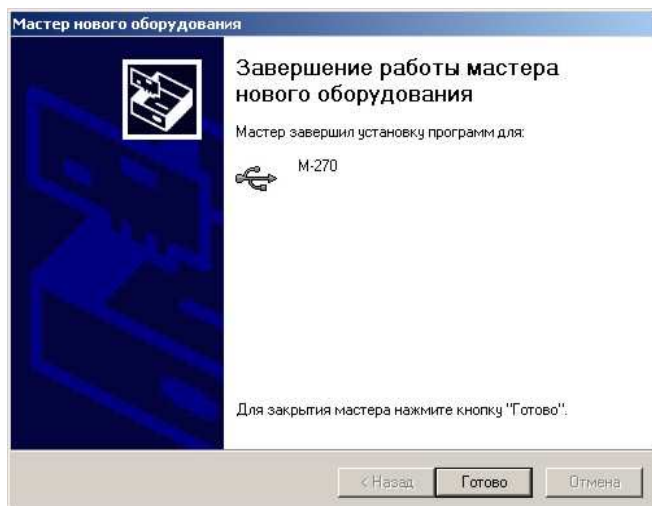 Мастер нового оборудования
Завершение работы мастера
нового оборудования
Мастер завершил установку программ для:
M-270
Для закрытия мастера нажмите кнопку "Готово".
< Назад
Готово
Отмена